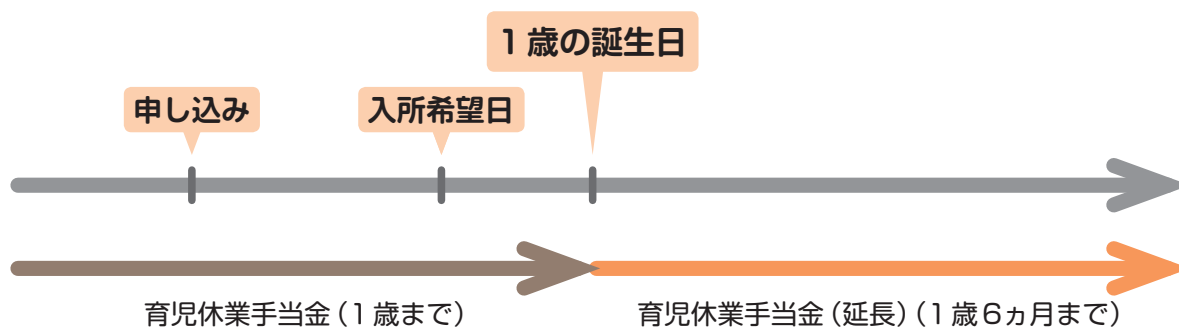 1歳の誕生日
申し込み
入所希望日
育児休業手当金（1歳まで）
育児休業手当金（延長）（1歳6ヵ月まで）